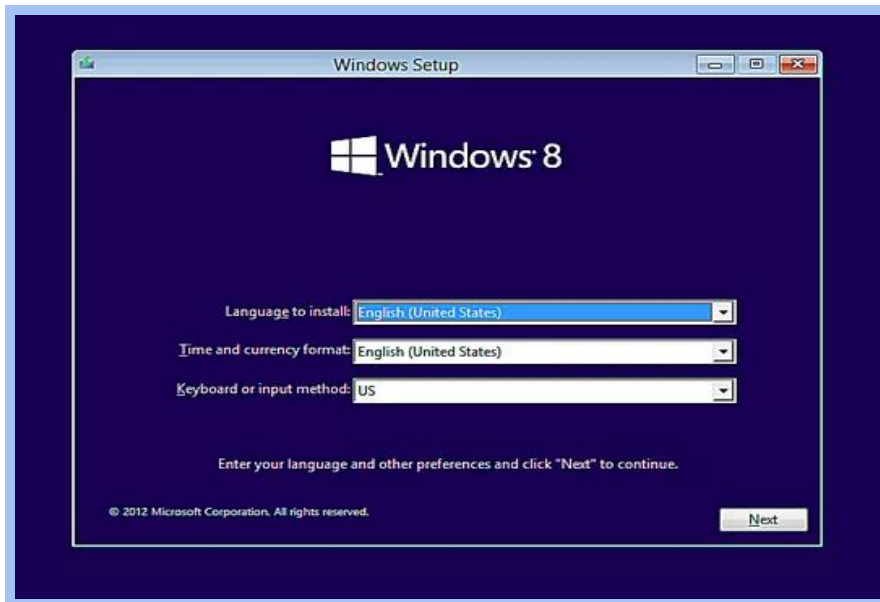 Windows Setup
Windows 8
Language to install: English (United States)
Time and currency format: English (United States)
Keyboard or input method: US
Enter your language and other preferences and click "Next" to continue.
© 2012 Microsoft Corporation. All rights reserved.
Next